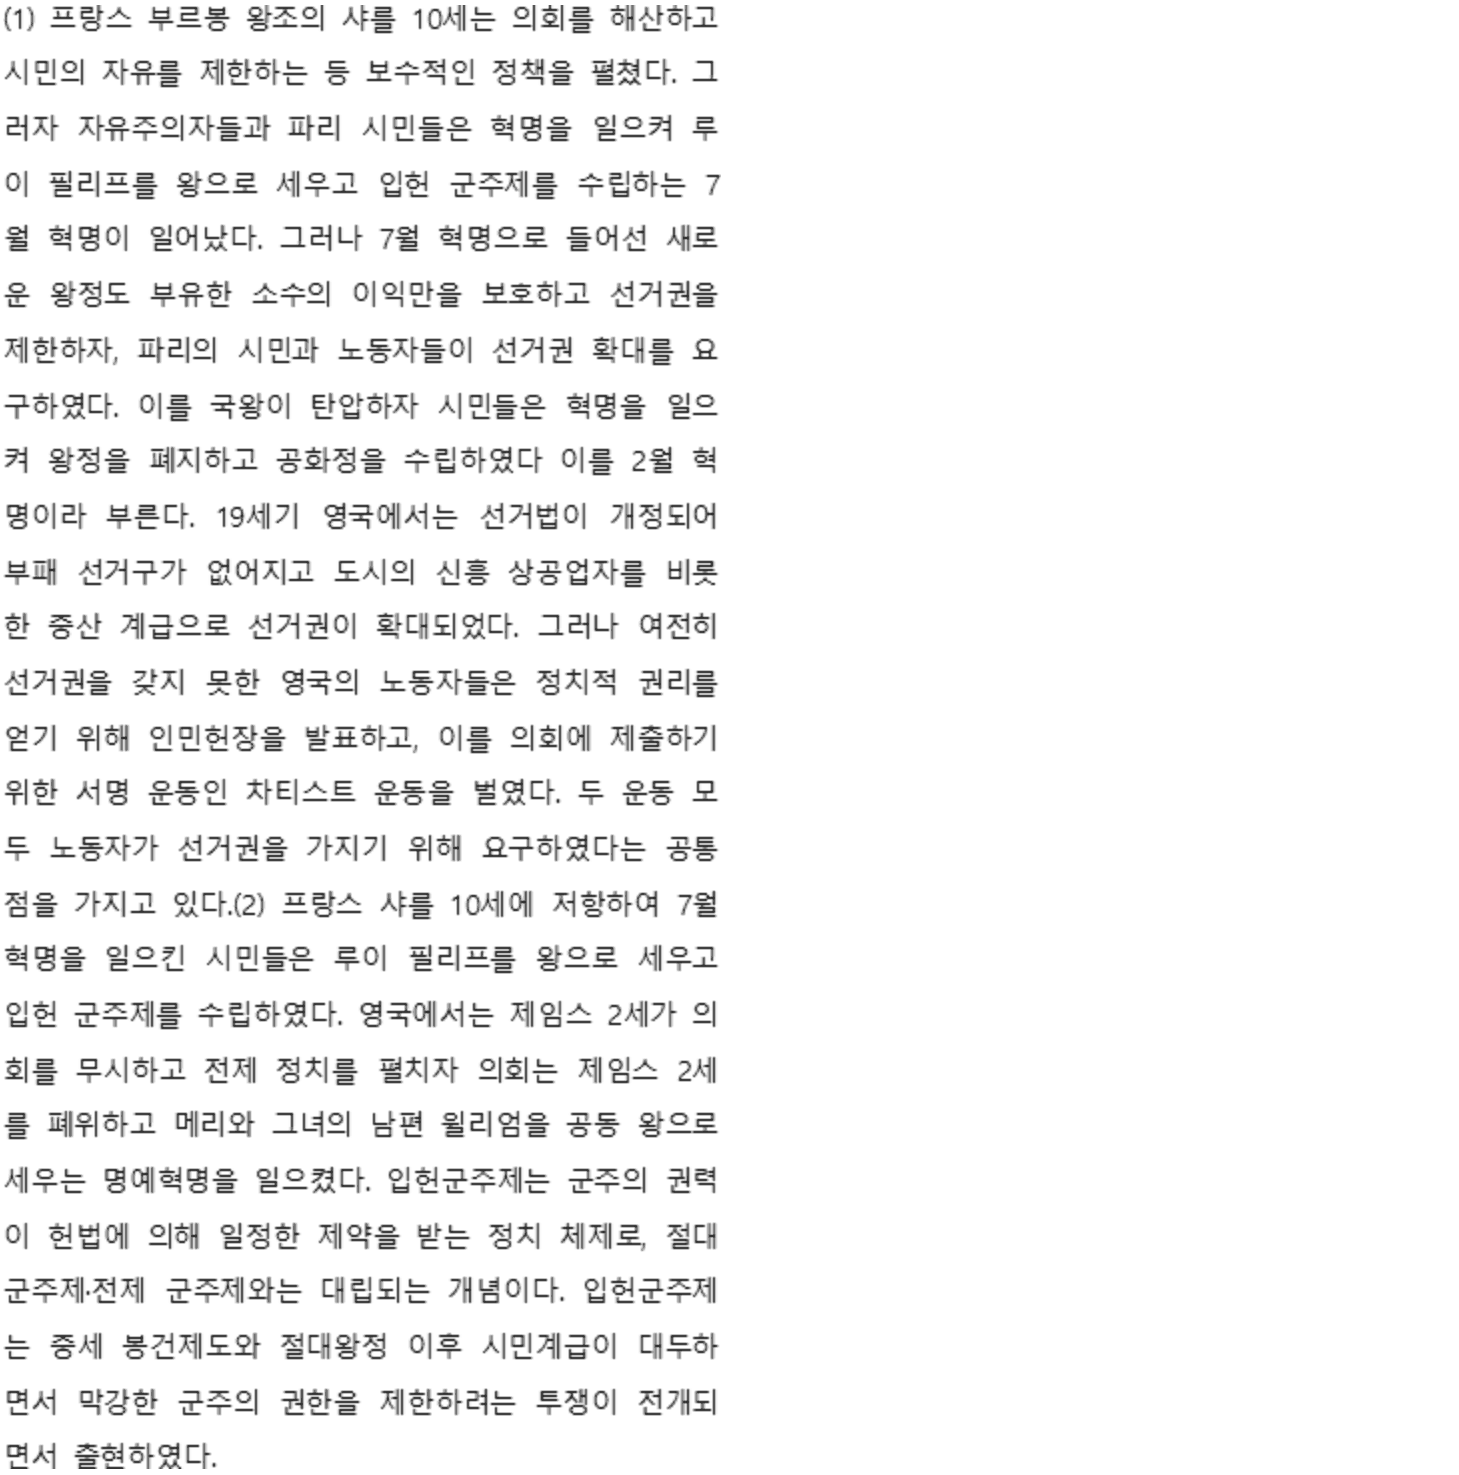 (1) 프랑스 부르봉 왕조의 샤를 10세는 의회를 해산하고
시민의 자유를 제한하는 등 보수적인 정책을 펼쳤다. 그
러자 자유주의자들과 파리 시민들은 혁명을 일으켜 루
이 필리프를 왕으로 세우고 입헌 군주제를 수립하는 7
월 혁명이 일어났다. 그러나 7월 혁명으로 들어선 새로
운 왕정도 부유한 소수의 이익만을 보호하고 선거권을
제한하자, 파리의 시민과 노동자들이 선거권 확대를 요
구하였다. 이를 국왕이 탄압하자 시민들은 혁명을 일으
켜 왕정을 폐지하고 공화정을 수립하였다 이를 2월 혁
명이라 부른다. 19세기 영국에서는 선거법이 개정되어
부패 선거구가 없어지고 도시의 신흥 상공업자를 비롯
한 중산 계급으로 선거권이 확대되었다. 그러나 여전히
선거권을 갖지 못한 영국의 노동자들은 정치적 권리를
얻기 위해 인민헌장을 발표하고, 이를 의회에 제출하기
위한 서명 운동인 차티스트 운동을 벌였다. 두 운동 모
두 노동자가 선거권을 가지기 위해 요구하였다는 공통
점을 가지고 있다.(2) 프랑스 샤를 10세에 저항하여 7월
혁명을 일으킨 시민들은 루이 필리프를 왕으로 세우고
입헌 군주제를 수립하였다. 영국에서는 제임스 2세가 의
회를 무시하고 전제 정치를 펼치자 의회는 제임스 2세
를 폐위하고 메리와 그녀의 남편 윌리엄을 공동 왕으로
세우는 명예혁명을 일으켰다. 입헌군주제는 군주의 권력
이 헌법에 의해 일정한 제약을 받는 정치 체제로, 절대
군주제·전제 군주제와는 대립되는 개념이다. 입헌군주제
는 중세 봉건제도와 절대왕정 이후 시민계급이 대두하
면서 막강한 군주의 권한을 제한하려는 투쟁이 전개되
면서 출현하였다.